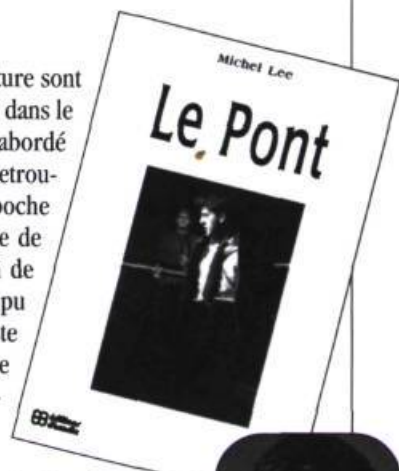 ture sont
dans le
abordé
etrou-
poche
e de
de
pu
te
e
Michel Lee
Le Pont